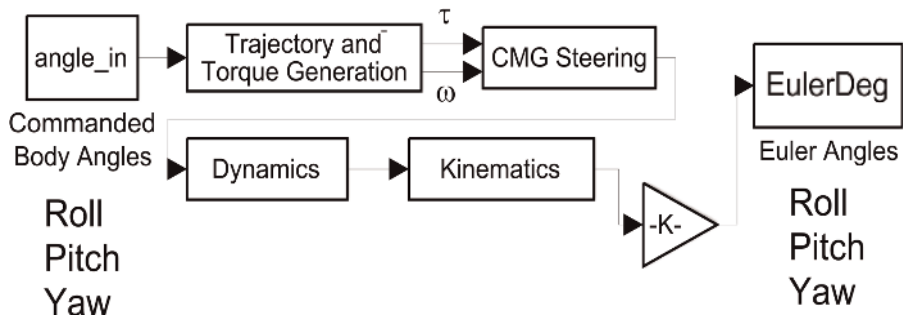 angle_in
Commanded
Body Angles
Roll
Pitch
Yaw
Trajectory and
Torque Generation
τ
ω
CMG Steering
Dynamics
Kinematics
-K-
EulerDeg
Euler Angles
Roll
Pitch
Yaw